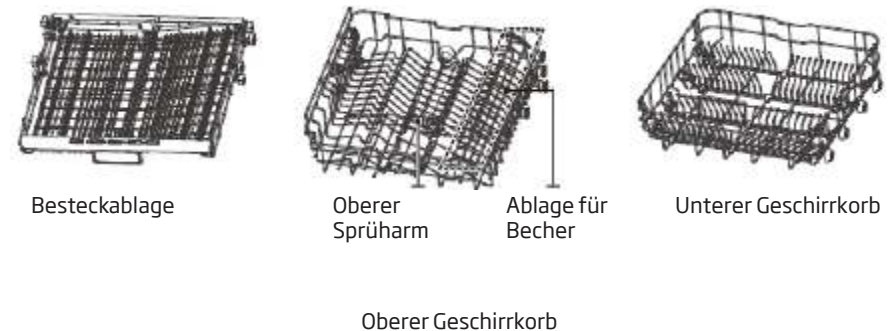 Besteckablage
Oberer
Sprüharm
Ablage für
Becher
Unterer Geschirrkorb
Oberer Geschirrkorb